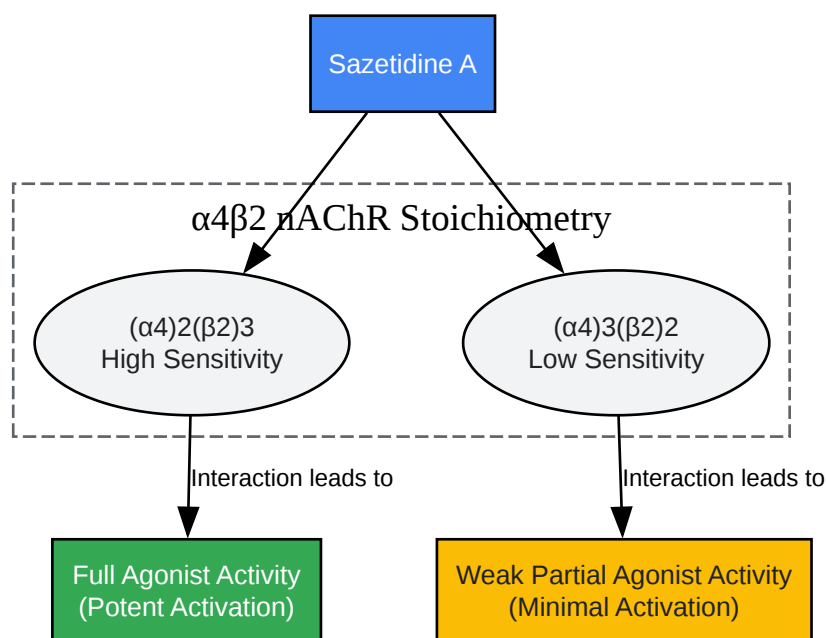 Sazetidine A
α4β2 nAChR Stoichiometry
(α4)2(β2)3
High Sensitivity
(α4)3(β2)2
Low Sensitivity
Interaction leads to
Interaction leads to
Full Agonist Activity
(Potent Activation)
Weak Partial Agonist Activity
(Minimal Activation)